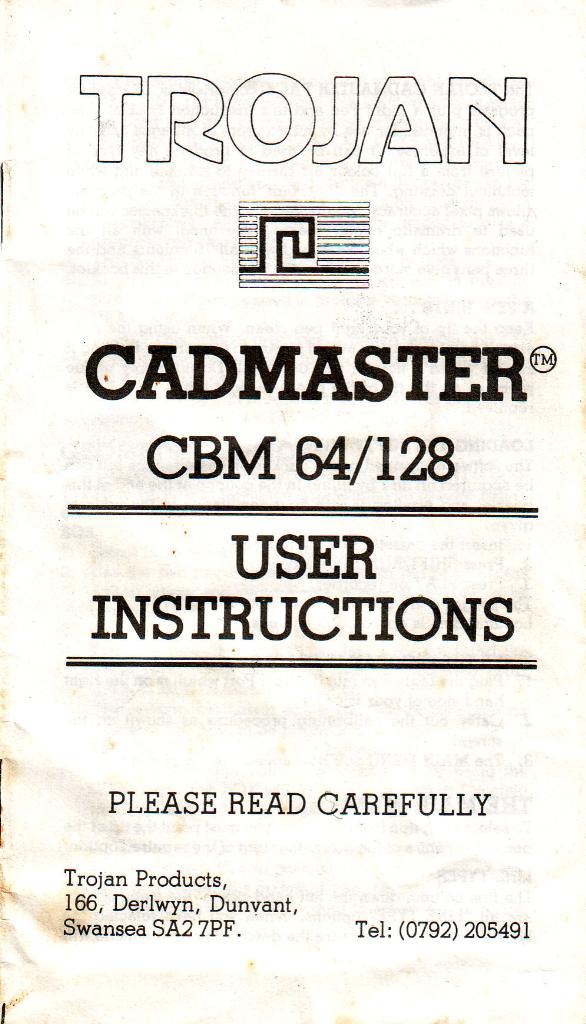 TROJAN
CADMASTER™
CBM 64/128
USER
INSTRUCTIONS
PLEASE READ CAREFULLY
Trojan Products,
166, Derlwyn, Dunvant,
Swansea SA2 7PF. Tel: (0792) 205491